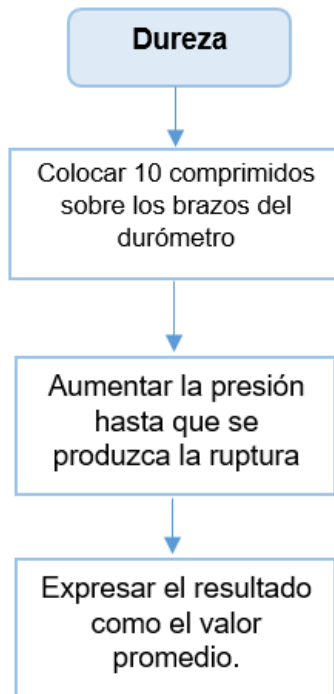 Dureza
Colocar 10 comprimidos
sobre los brazos del
durómetro
Aumentar la presión
hasta que se
produzca la ruptura
Expresar el resultado
como el valor
promedio.